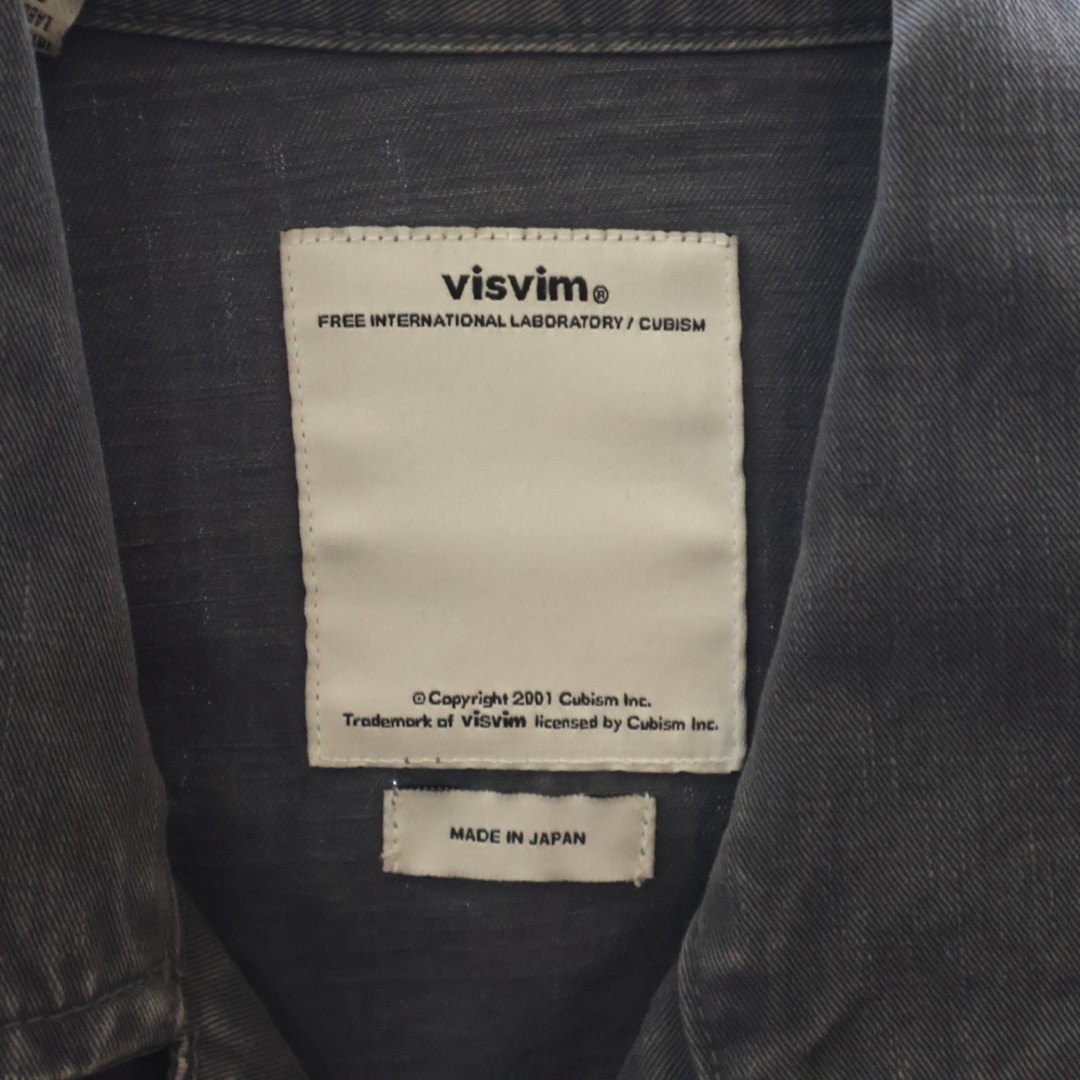 visvim®
FREE INTERNATIONAL LABORATORY / CUBISM
© Copyright 2001 Cubism Inc.
Trademark of visvim licensed by Cubism Inc.
MADE IN JAPAN